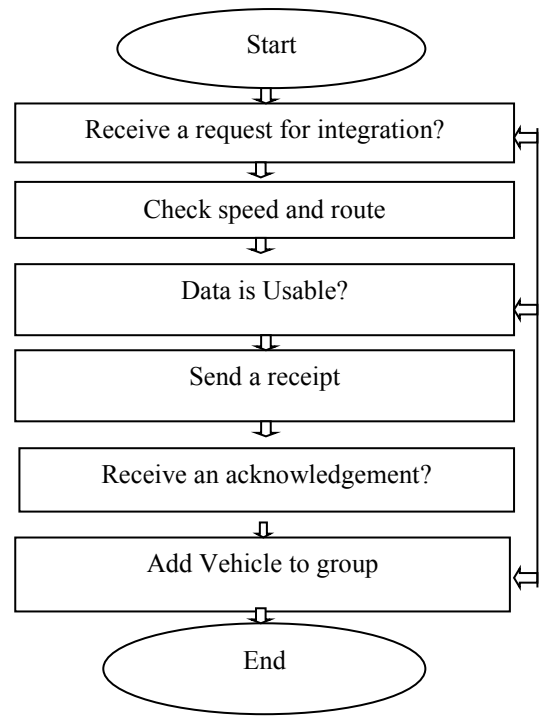 Start
Receive a request for integration?
Check speed and route
Data is Usable?
Send a receipt
Receive an acknowledgement?
Add Vehicle to group
End